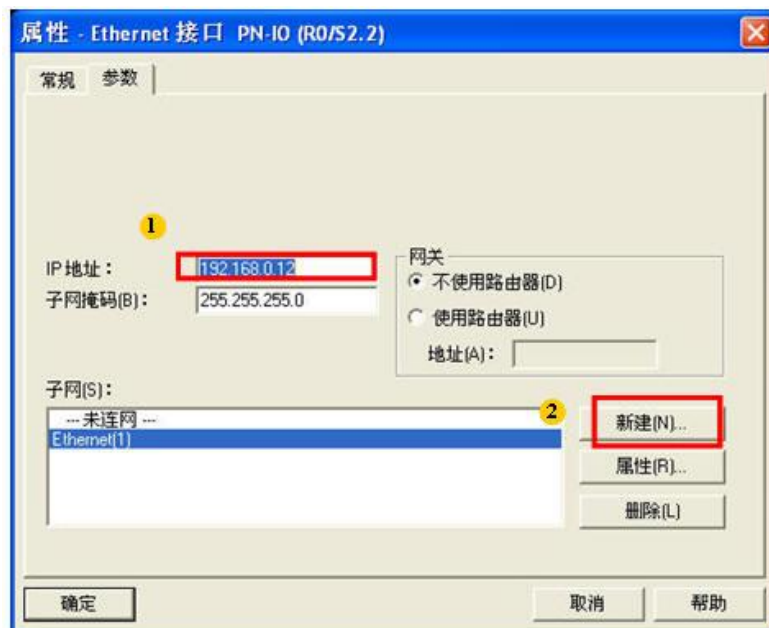 属性 - Ethernet 接口 PN-IO (R0/S2.2)
常规 参数
1
IP 地址：
192.168.0.12
子网掩码(B)：
255.255.255.0
网关
不使用路由器(D)
使用路由器(U)
地址(A)：
子网(S)：
--- 未连网 ---
Ethernet(1)
2
新建(N)...
属性(R)...
删除(L)
确定
取消
帮助